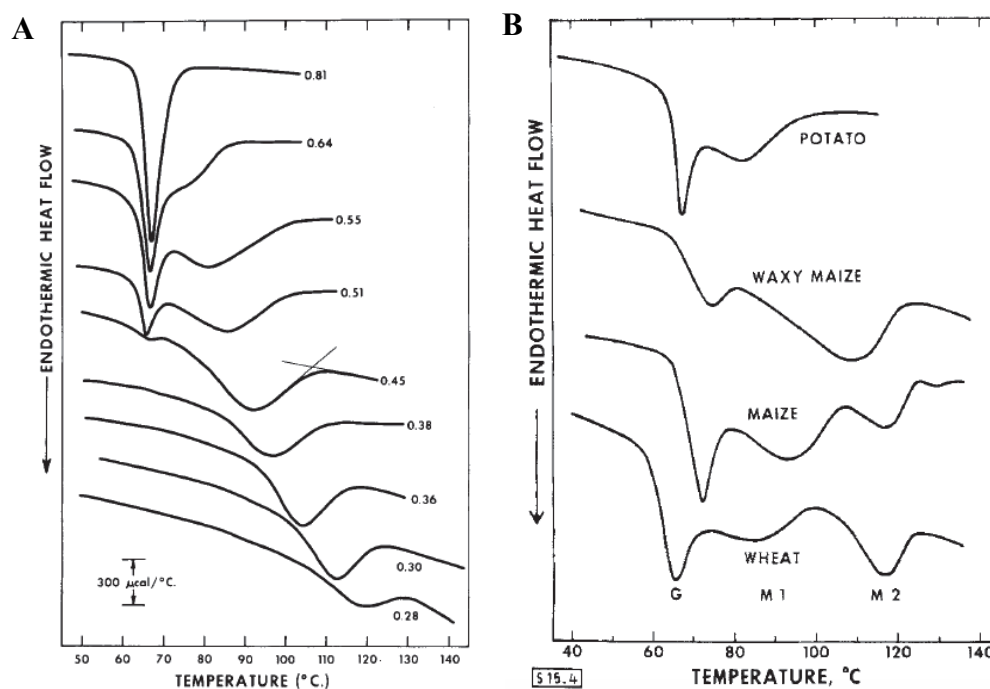 A
50 60 70 80 90 100 110 120 130 140
0.81
0.64
0.55
0.51
0.45
0.38
0.36
0.30
0.28
ENDOTHERMIC HEAT FLOW
300 μcal/°C.
TEMPERATURE (°C.)
B
POTATO
WAXY MAIZE
MAIZE
WHEAT
G M1 M2
ENDOTHERMIC HEAT FLOW
40 60 80 100 120 140
S 15.4
TEMPERATURE, °C